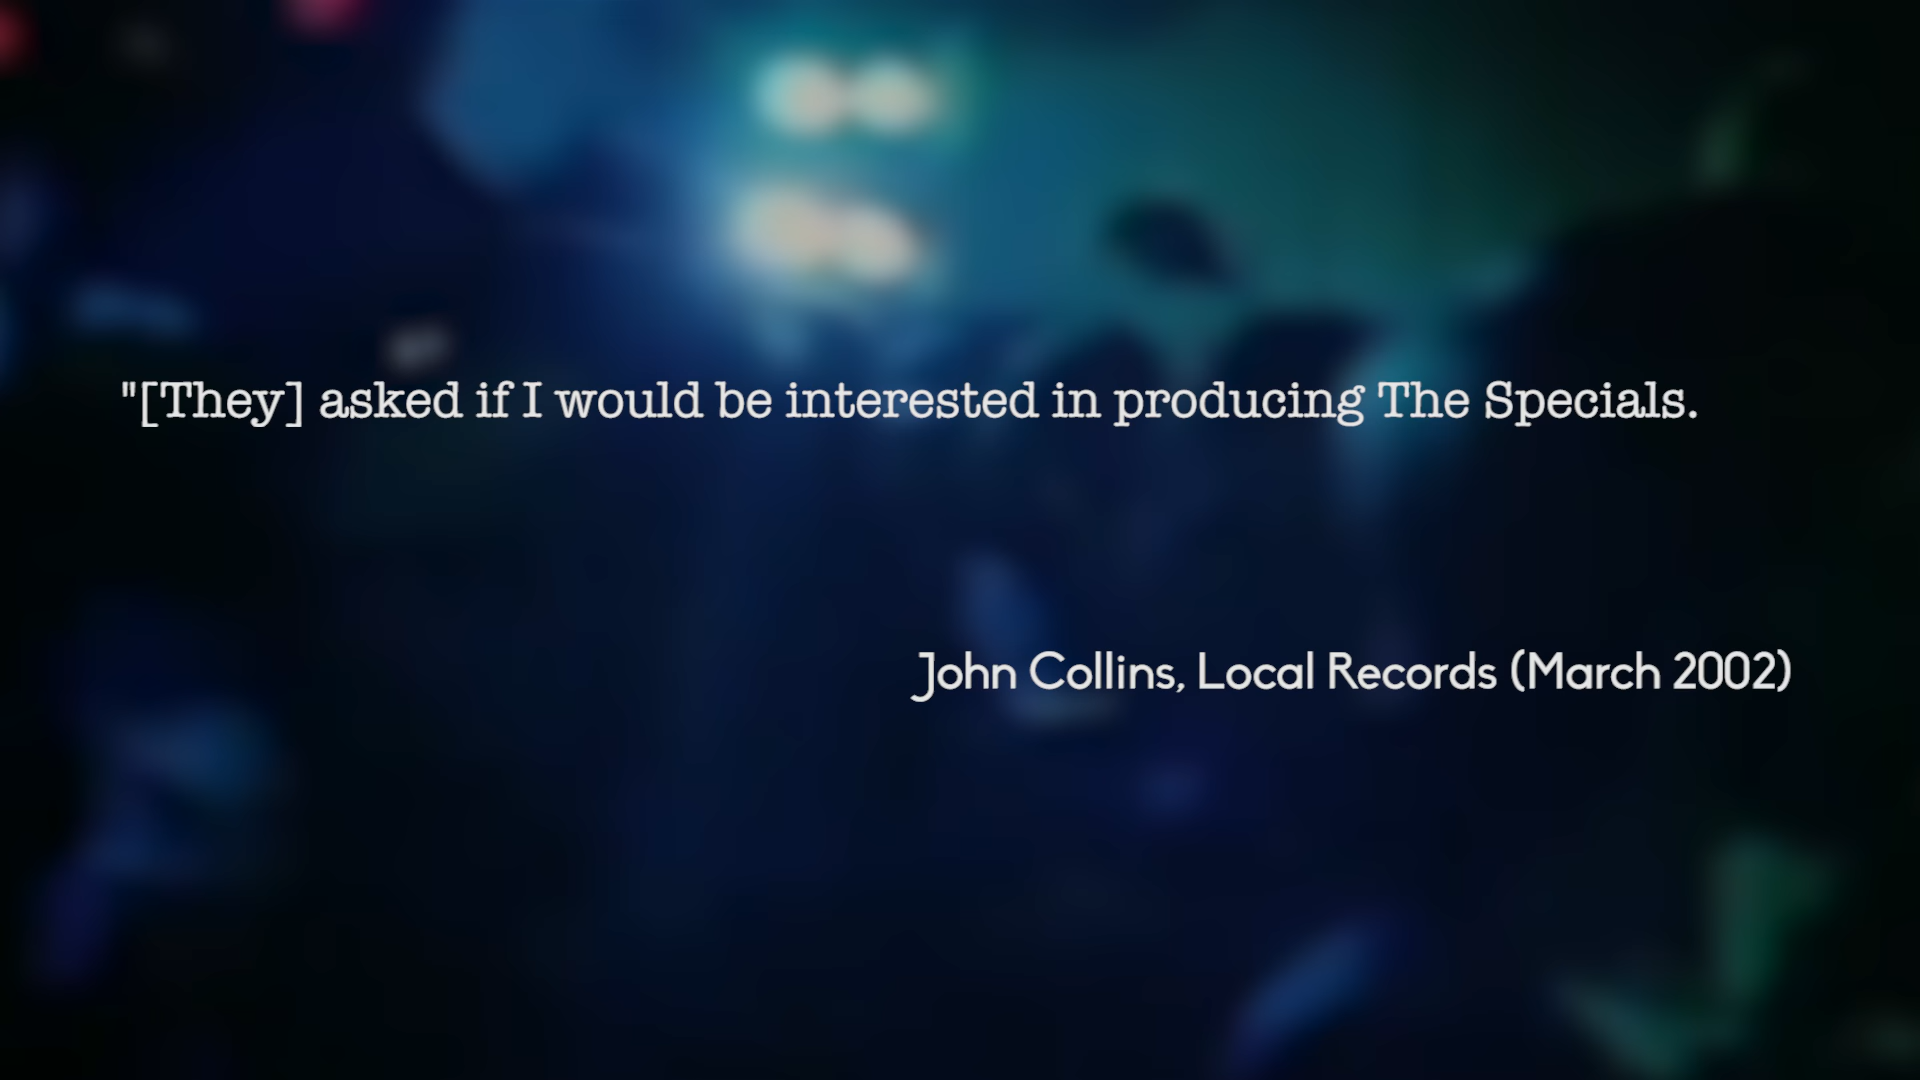 "[They] asked if I would be interested in producing The Specials.
John Collins, Local Records (March 2002)